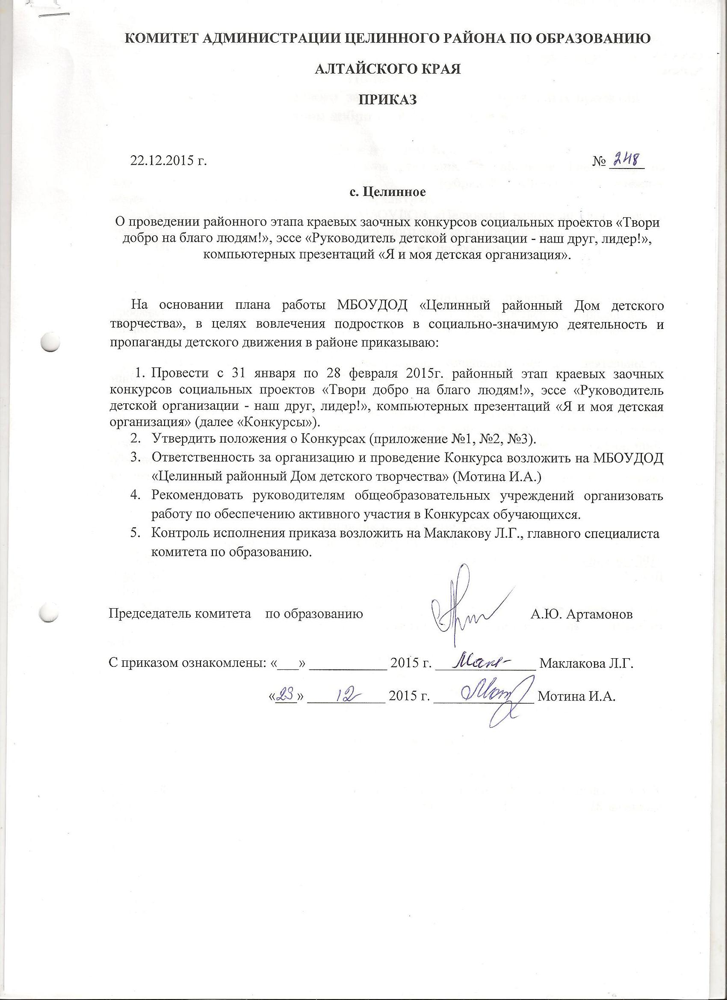 КОМИТЕТ АДМИНИСТРАЦИИ ЦЕЛИННОГО РАЙОНА ПО ОБРАЗОВАНИЮ
АЛТАЙСКОГО КРАЯ
ПРИКАЗ
22.12.2015 г. № 248
с. Целинное
О проведении районного этапа краевых заочных конкурсов социальных проектов «Твори
добро на благо людям!», эссе «Руководитель детской организации - наш друг, лидер!»,
компьютерных презентаций «Я и моя детская организация».
На основании плана работы МБОУДОД «Целинный районный Дом детского
творчества», в целях вовлечения подростков в социально-значимую деятельность и
пропаганды детского движения в районе приказываю:
1. Провести с 31 января по 28 февраля 2015г. районный этап краевых заочных
конкурсов социальных проектов «Твори добро на благо людям!», эссе «Руководитель
детской организации - наш друг, лидер!», компьютерных презентаций «Я и моя детская
организация» (далее «Конкурсы»).
2. Утвердить положения о Конкурсах (приложение №1, №2, №3).
3. Ответственность за организацию и проведение Конкурса возложить на МБОУДОД
«Целинный районный Дом детского творчества» (Мотина И.А.)
4. Рекомендовать руководителям общеобразовательных учреждений организовать
работу по обеспечению активного участия в Конкурсах обучающихся.
5. Контроль исполнения приказа возложить на Маклакову Л.Г., главного специалиста
комитета по образованию.
Председатель комитета по образованию А.Ю. Артамонов
С приказом ознакомлены: «___» ___________ 2015 г. Маклакова Л.Г.
«23» 12 2015 г. Мотина И.А.